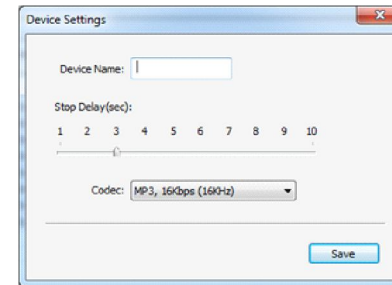 Device Settings
Device Name:
Stop Delay(sec):
1 2 3 4 5 6 7 8 9 10
Codec: MP3, 16Kbps (16KHz)
Save